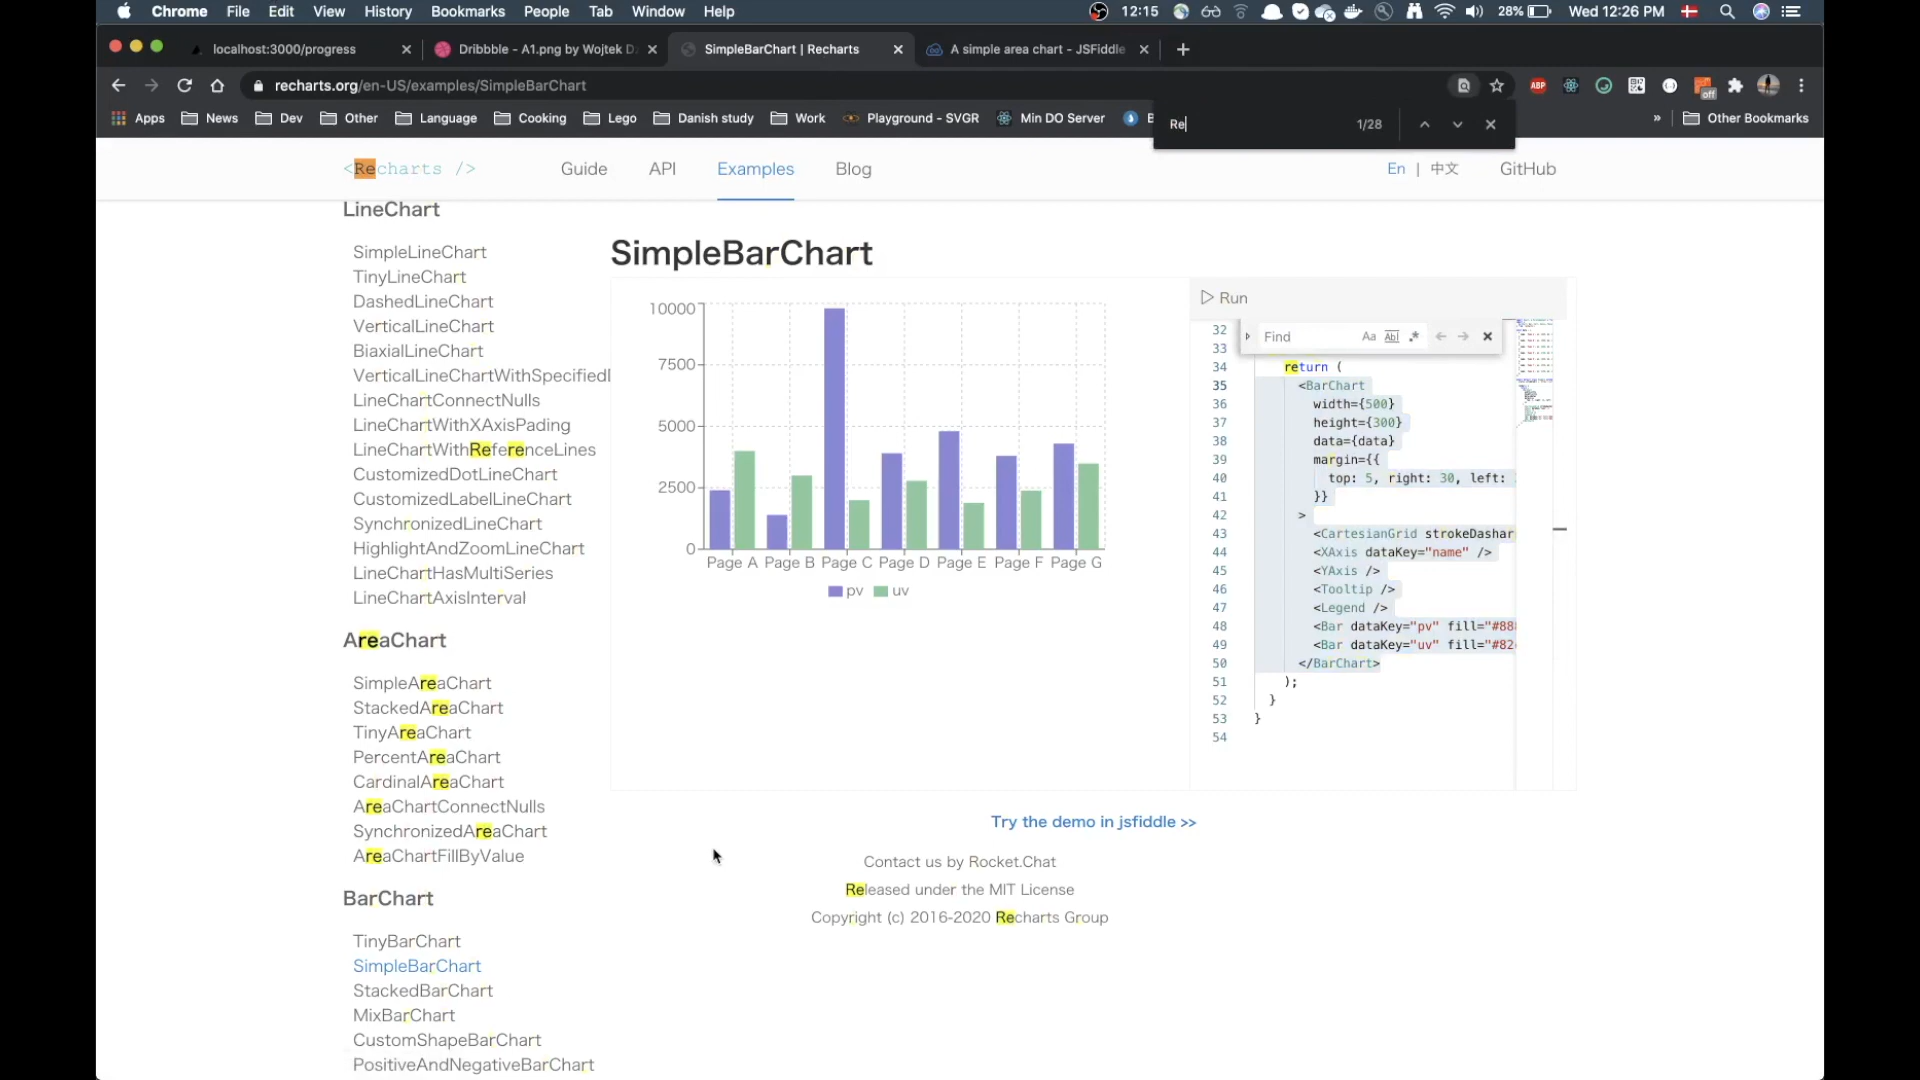 Chrome File Edit View History Bookmarks People Tab Window Help 12:15 28% Wed 12:26 PM
localhost:3000/progress Dribbble - A1.png by Wojtek D SimpleBarChart | Recharts A simple area chart - JSFiddle
recharts.org/en-US/examples/SimpleBarChart ABP off
Apps News Dev Other Language Cooking Lego Danish study Work Playground - SVGR Min DO Server B » Other Bookmarks
Re 1/28
<Recharts /> Guide API Examples Blog En | 中文 GitHub
LineChart
SimpleLineChart
TinyLineChart
DashedLineChart
VerticalLineChart
BiaxialLineChart
VerticalLineChartWithSpecifiedI
LineChartConnectNulls
LineChartWithXAxisPading
LineChartWithReferenceLines
CustomizedDotLineChart
CustomizedLabelLineChart
SynchronizedLineChart
HighlightAndZoomLineChart
LineChartHasMultiSeries
LineChartAxisInterval
AreaChart
SimpleAreaChart
StackedAreaChart
TinyAreaChart
PercentAreaChart
CardinalAreaChart
AreaChartConnectNulls
SynchronizedAreaChart
AreaChartFillByValue
BarChart
TinyBarChart
SimpleBarChart
StackedBarChart
MixBarChart
CustomShapeBarChart
PositiveAndNegativeBarChart
SimpleBarChart
10000
7500
5000
2500
0
Page A Page B Page C Page D Page E Page F Page G
pv uv
Run
Find Aa Abl .*
32
33
34 return (
35 <BarChart
36 width={500}
37 height={300}
38 data={data}
39 margin={{
40 top: 5, right: 30, left:
41 }}
42 >
43 <CartesianGrid strokeDashar
44 <XAxis dataKey="name" />
45 <YAxis />
46 <Tooltip />
47 <Legend />
48 <Bar dataKey="pv" fill="#88
49 <Bar dataKey="uv" fill="#82
50 </BarChart>
51 );
52 }
53 }
54
Try the demo in jsfiddle >>
Contact us by Rocket.Chat
Released under the MIT License
Copyright (c) 2016-2020 Recharts Group